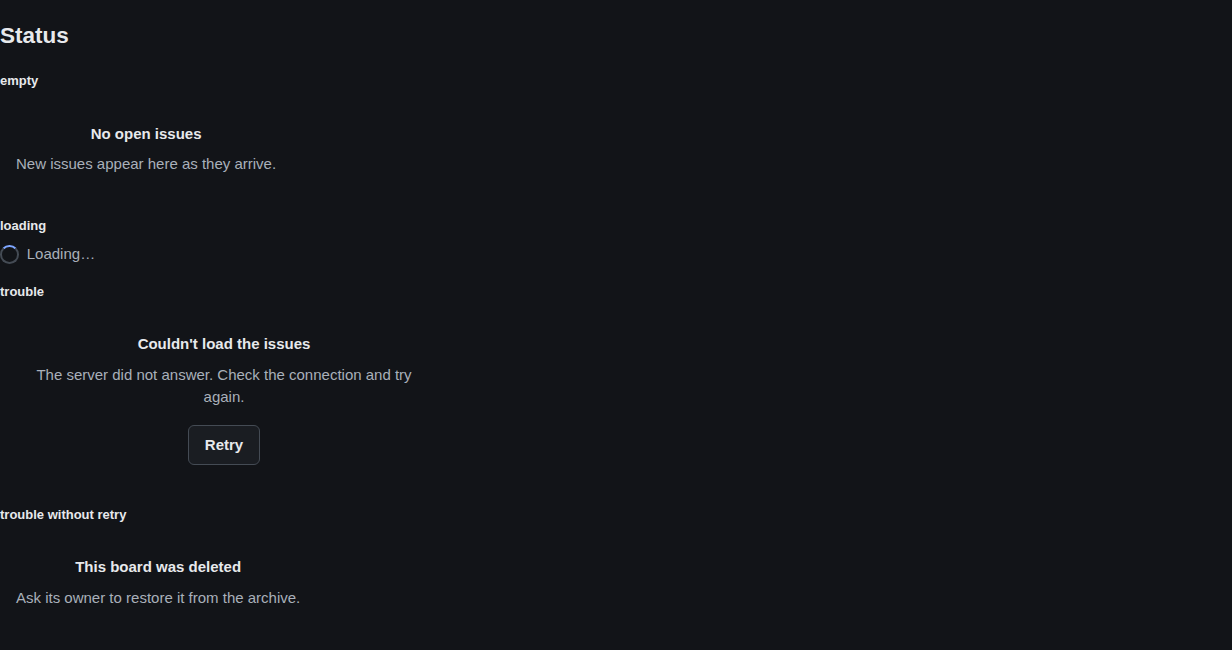 Status
empty
No open issues
New issues appear here as they arrive.
loading
Loading…
trouble
Couldn't load the issues
The server did not answer. Check the connection and try
again.
Retry
trouble without retry
This board was deleted
Ask its owner to restore it from the archive.